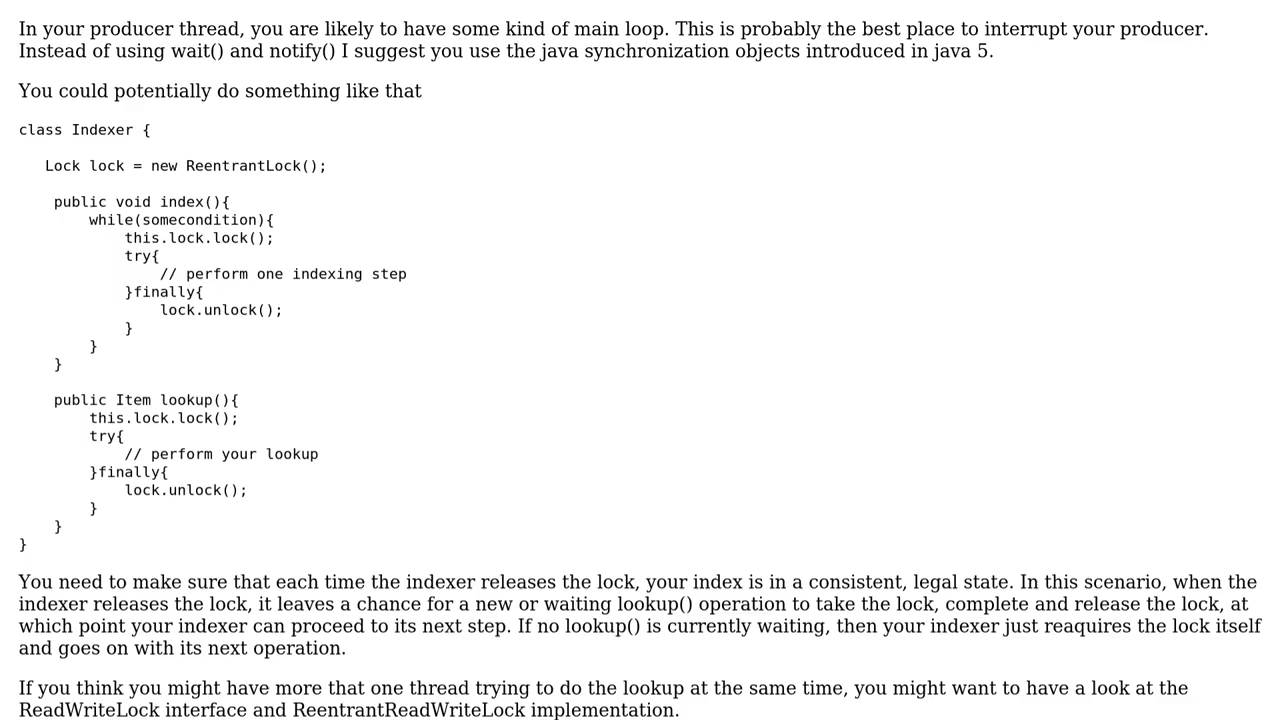 In your producer thread, you are likely to have some kind of main loop. This is probably the best place to interrupt your producer.
Instead of using wait() and notify() I suggest you use the java synchronization objects introduced in java 5.
You could potentially do something like that
class Indexer {
   Lock lock = new ReentrantLock();
    public void index(){
        while(somecondition){
            this.lock.lock();
            try{
                // perform one indexing step
            }finally{
                lock.unlock();
            }
        }
    }
    public Item lookup(){
        this.lock.lock();
        try{
            // perform your lookup
        }finally{
            lock.unlock();
        }
    }
}
You need to make sure that each time the indexer releases the lock, your index is in a consistent, legal state. In this scenario, when the
indexer releases the lock, it leaves a chance for a new or waiting lookup() operation to take the lock, complete and release the lock, at
which point your indexer can proceed to its next step. If no lookup() is currently waiting, then your indexer just reaquires the lock itself
and goes on with its next operation.
If you think you might have more that one thread trying to do the lookup at the same time, you might want to have a look at the
ReadWriteLock interface and ReentrantReadWriteLock implementation.